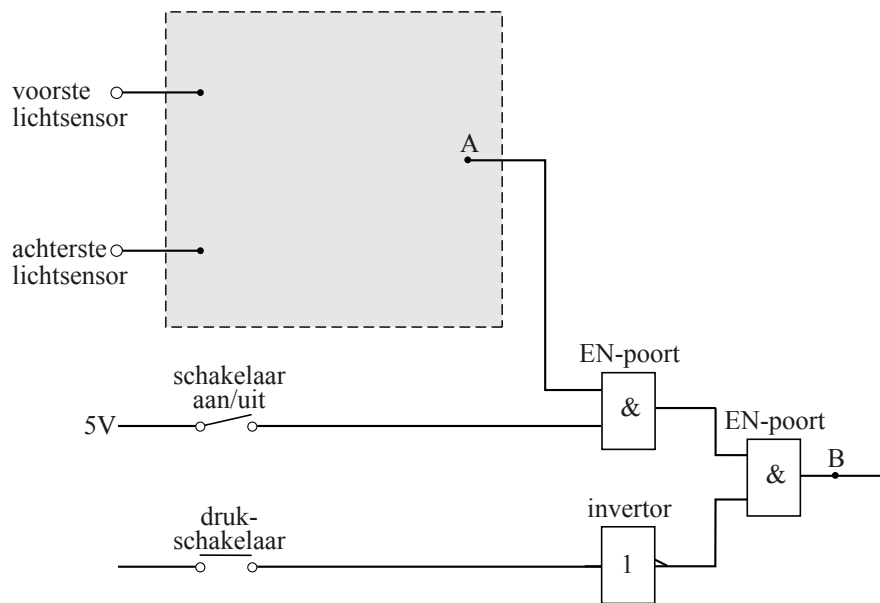 voorste
lichtsensor
A
achterste
lichtsensor
EN-poort
schakelaar
aan/uit
&
5V
EN-poort
B
&
druk-
schakelaar
invertor
1